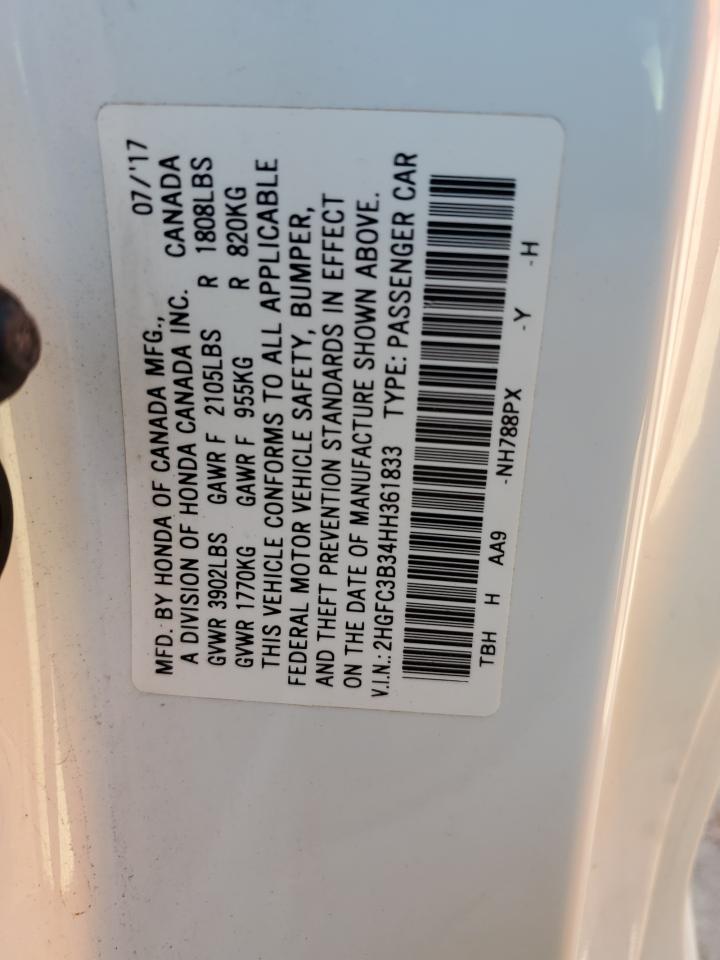 07/'17
MFD. BY HONDA OF CANADA MFG.,
A DIVISION OF HONDA CANADA INC. CANADA
GVWR 3902LBS GAWR F 2105LBS R 1808LBS
GVWR 1770KG GAWR F 955KG R 820KG
THIS VEHICLE CONFORMS TO ALL APPLICABLE
FEDERAL MOTOR VEHICLE SAFETY, BUMPER,
AND THEFT PREVENTION STANDARDS IN EFFECT
ON THE DATE OF MANUFACTURE SHOWN ABOVE.
V.I.N.: 2HGFC3B34HH361833 TYPE: PASSENGER CAR
TBH H AA9 -NH788PX -Y -H